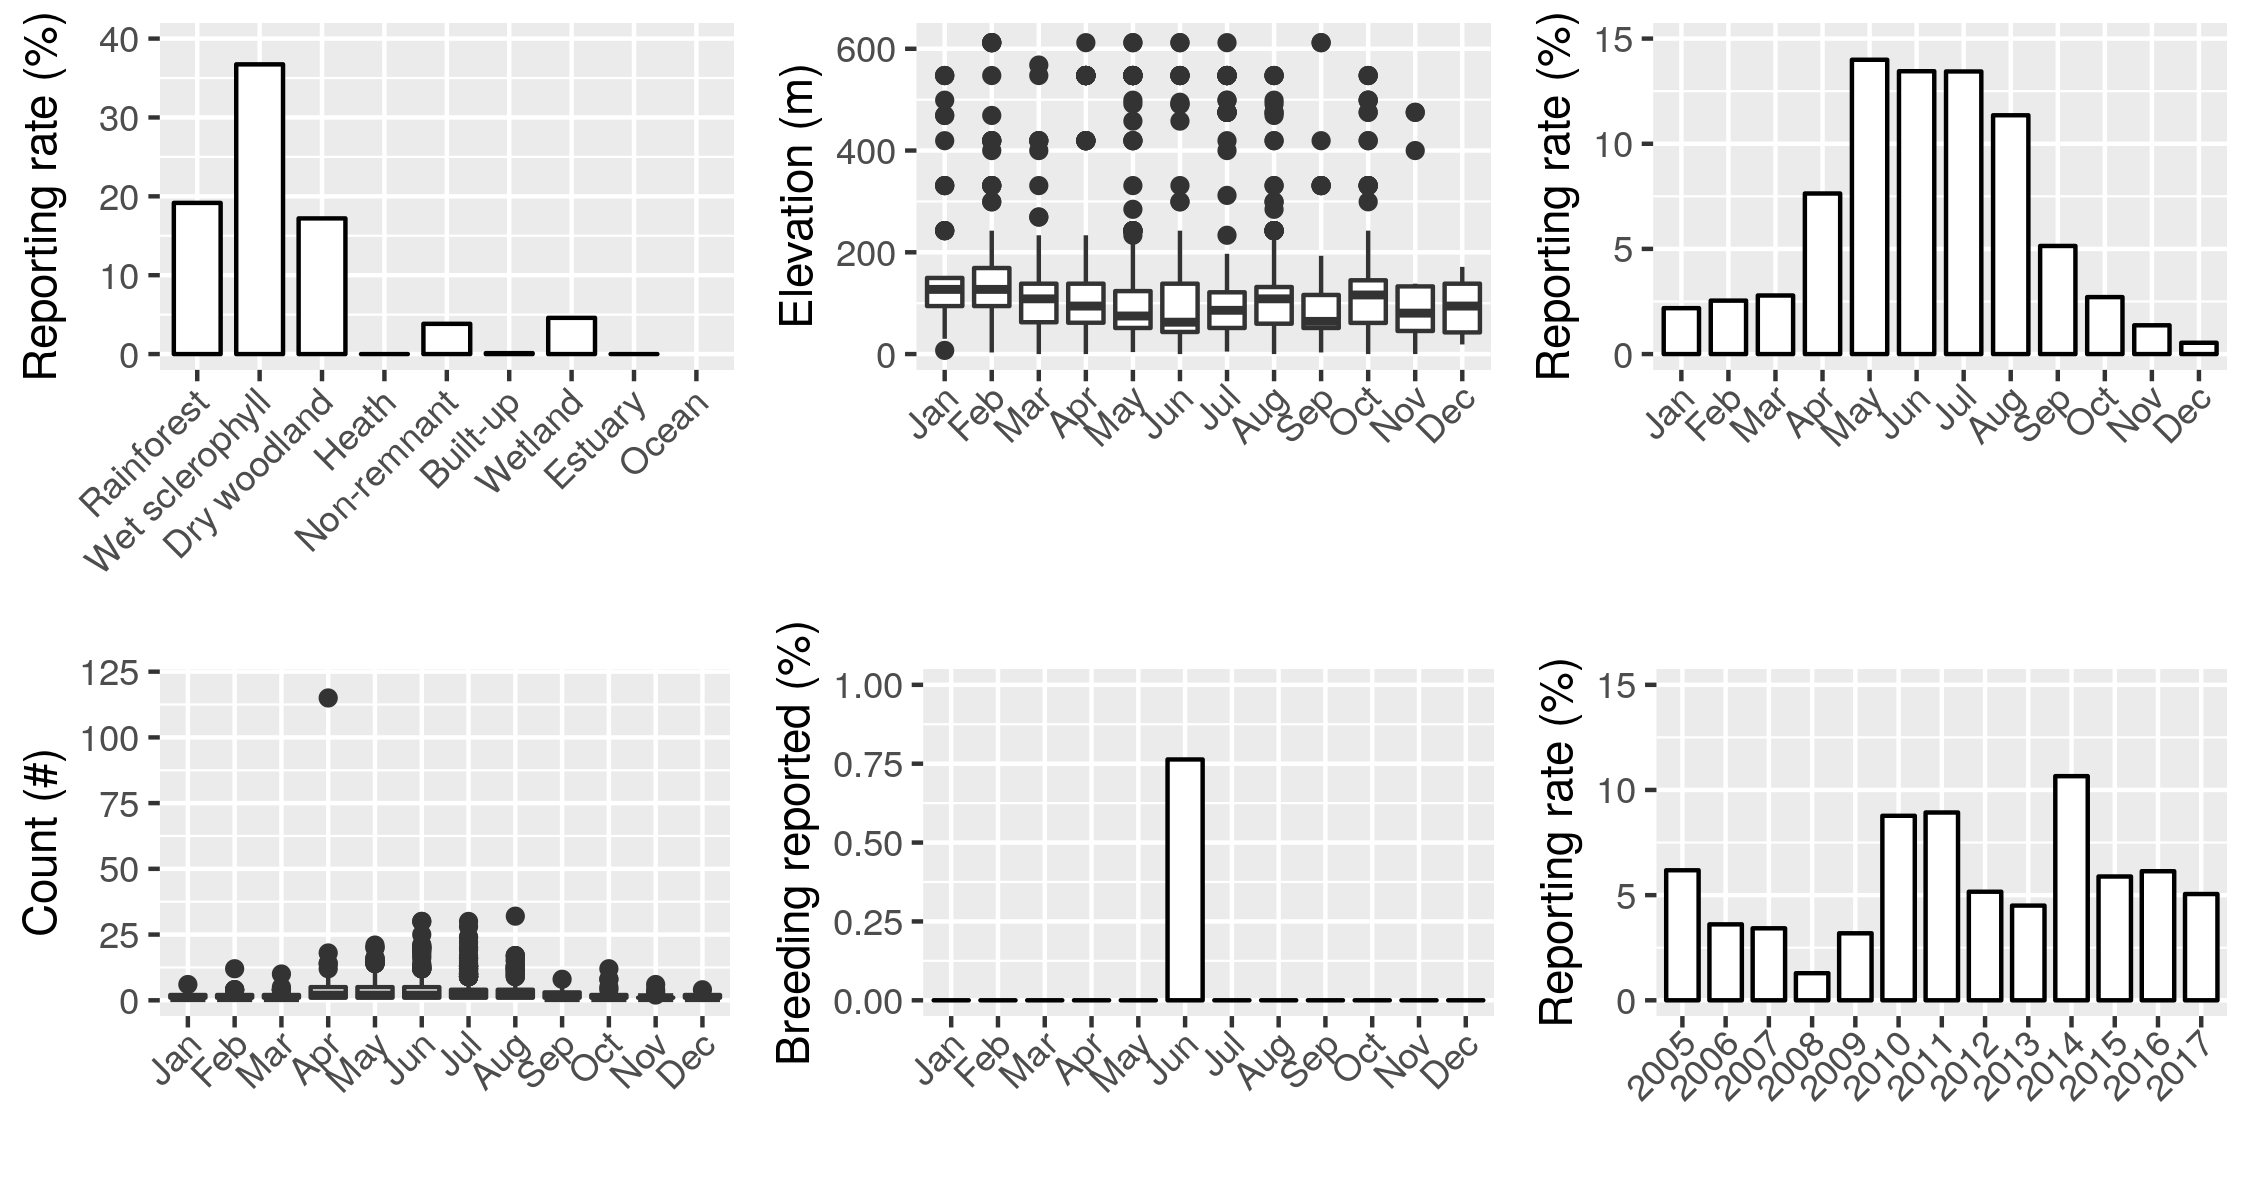 Reporting rate (%)
40
30
20
10
0
Rainforest
Wet sclerophyll
Dry woodland
Heath
Non-remnant
Built-up
Wetland
Estuary
Ocean
Elevation (m)
600
400
200
0
Jan
Feb
Mar
Apr
May
Jun
Jul
Aug
Sep
Oct
Nov
Dec
Reporting rate (%)
15
10
5
0
Jan
Feb
Mar
Apr
May
Jun
Jul
Aug
Sep
Oct
Nov
Dec
Count (#)
125
100
75
50
25
0
Jan
Feb
Mar
Apr
May
Jun
Jul
Aug
Sep
Oct
Nov
Dec
Breeding reported (%)
1.00
0.75
0.50
0.25
0.00
Jan
Feb
Mar
Apr
May
Jun
Jul
Aug
Sep
Oct
Nov
Dec
Reporting rate (%)
15
10
5
0
2005
2006
2007
2008
2009
2010
2011
2012
2013
2014
2015
2016
2017